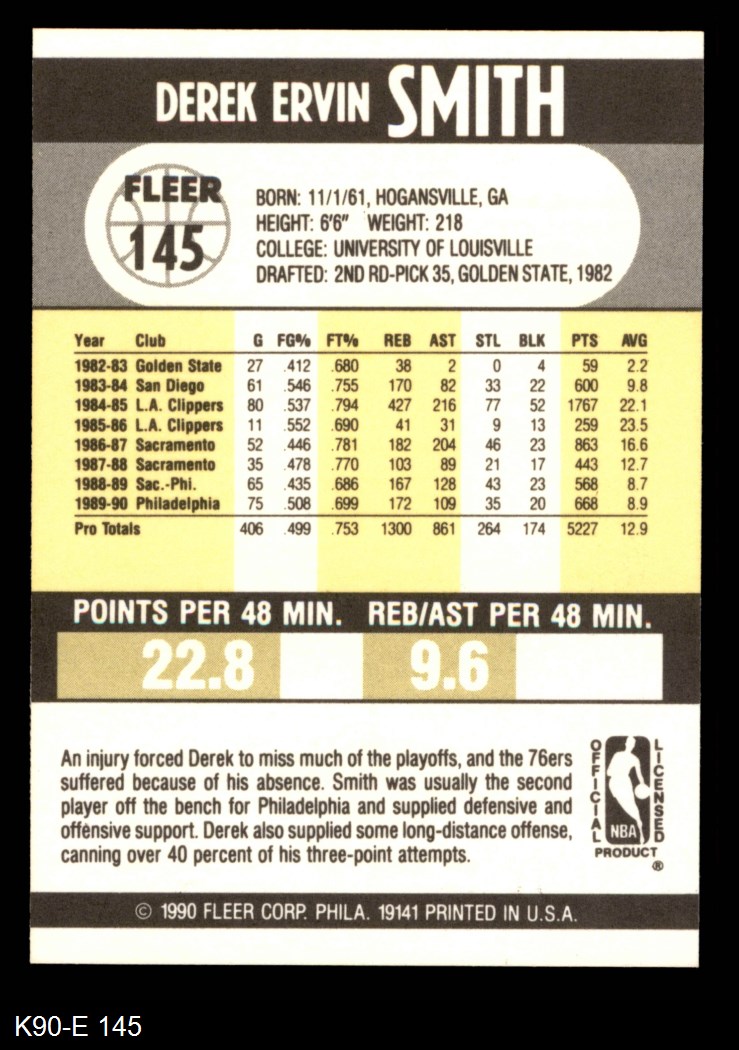 DEREK ERVIN SMITH
FLEER
145
BORN: 11/1/61, HOGANSVILLE, GA
HEIGHT: 6'6" WEIGHT: 218
COLLEGE: UNIVERSITY OF LOUISVILLE
DRAFTED: 2ND RD-PICK 35, GOLDEN STATE, 1982
Year Club G FG% FT% REB AST STL BLK PTS AVG
1982-83 Golden State 27 .412 .680 38 2 0 4 59 2.2
1983-84 San Diego 61 .546 .755 170 82 33 22 600 9.8
1984-85 L.A. Clippers 80 .537 .794 427 216 77 52 1767 22.1
1985-86 L.A. Clippers 11 .552 .690 41 31 9 13 259 23.5
1986-87 Sacramento 52 .446 .781 182 204 46 23 863 16.6
1987-88 Sacramento 35 .478 .770 103 89 21 17 443 12.7
1988-89 Sac.-Phi. 65 .435 .686 167 128 43 23 568 8.7
1989-90 Philadelphia 75 .508 .699 172 109 35 20 668 8.9
Pro Totals 406 .499 .753 1300 861 264 174 5227 12.9
POINTS PER 48 MIN. REB/AST PER 48 MIN.
22.8 9.6
An injury forced Derek to miss much of the playoffs, and the 76ers
suffered because of his absence. Smith was usually the second
player off the bench for Philadelphia and supplied defensive and
offensive support. Derek also supplied some long-distance offense,
canning over 40 percent of his three-point attempts.
OFFICIAL
LICENSED
NBA
PRODUCT
®
© 1990 FLEER CORP. PHILA. 19141 PRINTED IN U.S.A.
K90-E 145